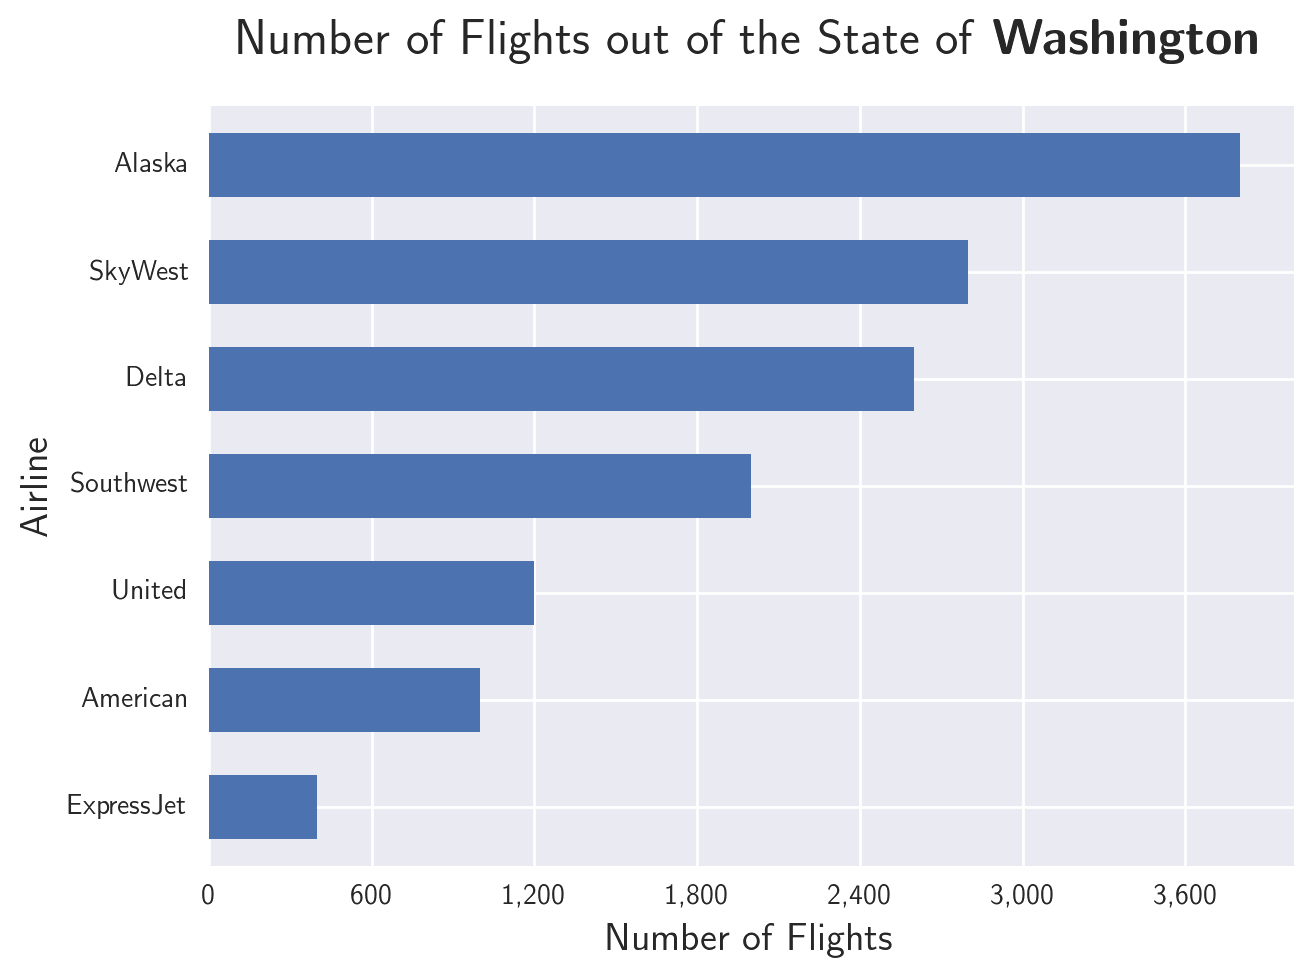 Number of Flights out of the State of Washington
Alaska
SkyWest
Delta
Southwest
United
American
ExpressJet
Airline
0 600 1,200 1,800 2,400 3,000 3,600
Number of Flights